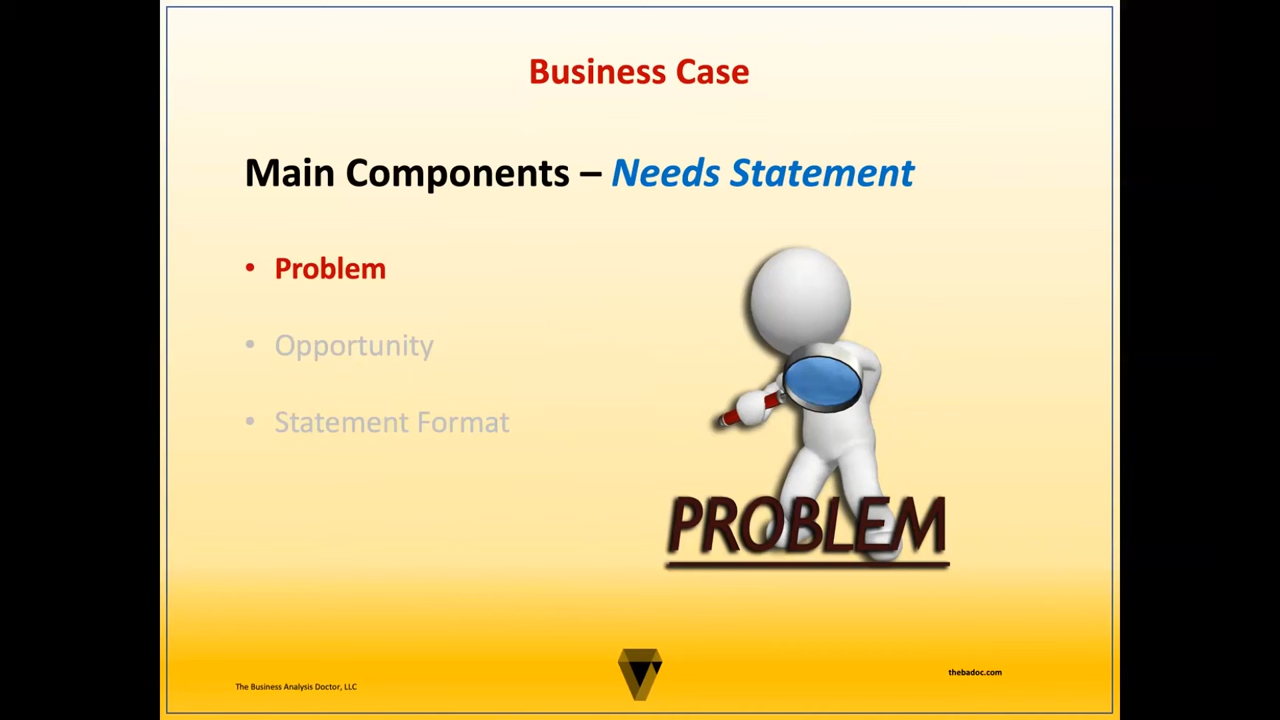 Business Case
Main Components – Needs Statement
• Problem
• Opportunity
• Statement Format
PROBLEM
The Business Analysis Doctor, LLC
thebadoc.com